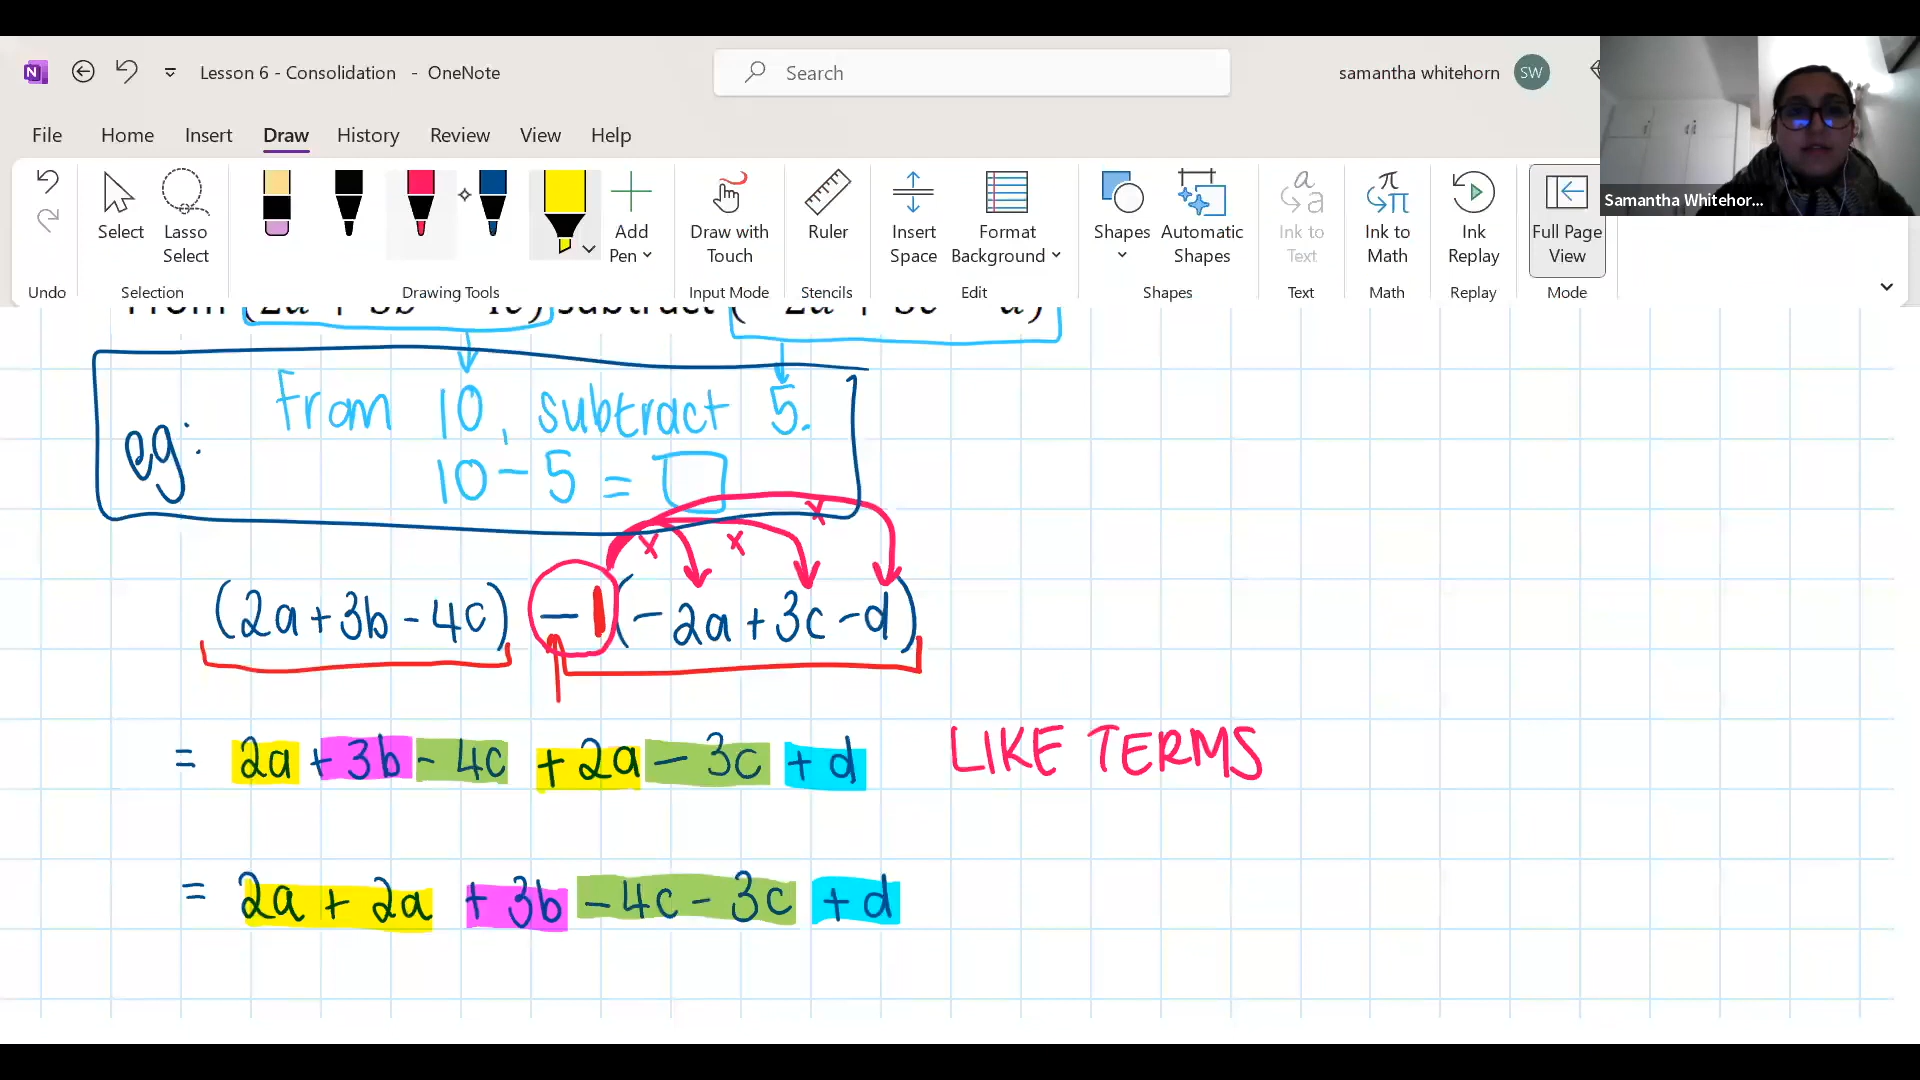 Lesson 6 - Consolidation - OneNote
Search
samantha whitehorn SW
File Home Insert Draw History Review View Help
Select
Lasso Select
Add Pen
Draw with Touch
Ruler
Insert Space
Format Background
Shapes
Automatic Shapes
Ink to Text
Ink to Math
Ink Replay
Full Page View
Undo Selection Drawing Tools Input Mode Stencils Edit Shapes Text Math Replay Mode
Samantha Whitehor...
subtract
eg: From 10, subtract 5.
10 - 5 = □
x x x
(2a + 3b - 4c) - 1(-2a + 3c - d)
= 2a + 3b - 4c + 2a - 3c + d LIKE TERMS
= 2a + 2a + 3b - 4c - 3c + d